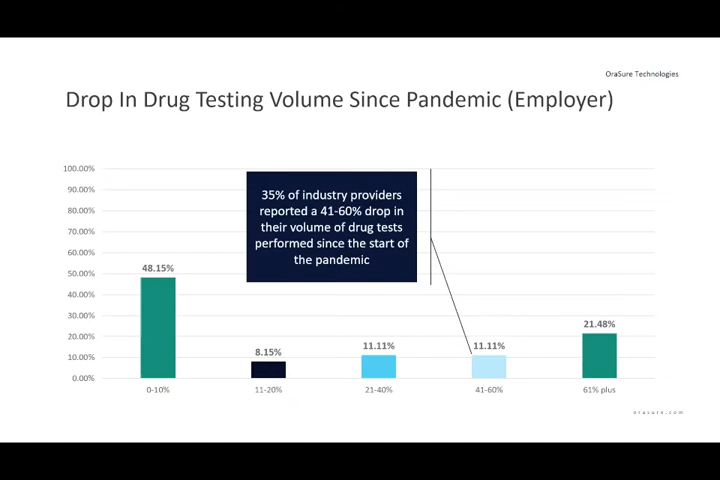 OraSure Technologies
Drop In Drug Testing Volume Since Pandemic (Employer)
100.00%
90.00%
80.00%
70.00%
60.00%
50.00%
40.00%
30.00%
20.00%
10.00%
0.00%
35% of industry providers
reported a 41-60% drop in
their volume of drug tests
performed since the start of
the pandemic
48.15%
8.15%
11.11%
11.11%
21.48%
0-10%
11-20%
21-40%
41-60%
61% plus
orasure.com